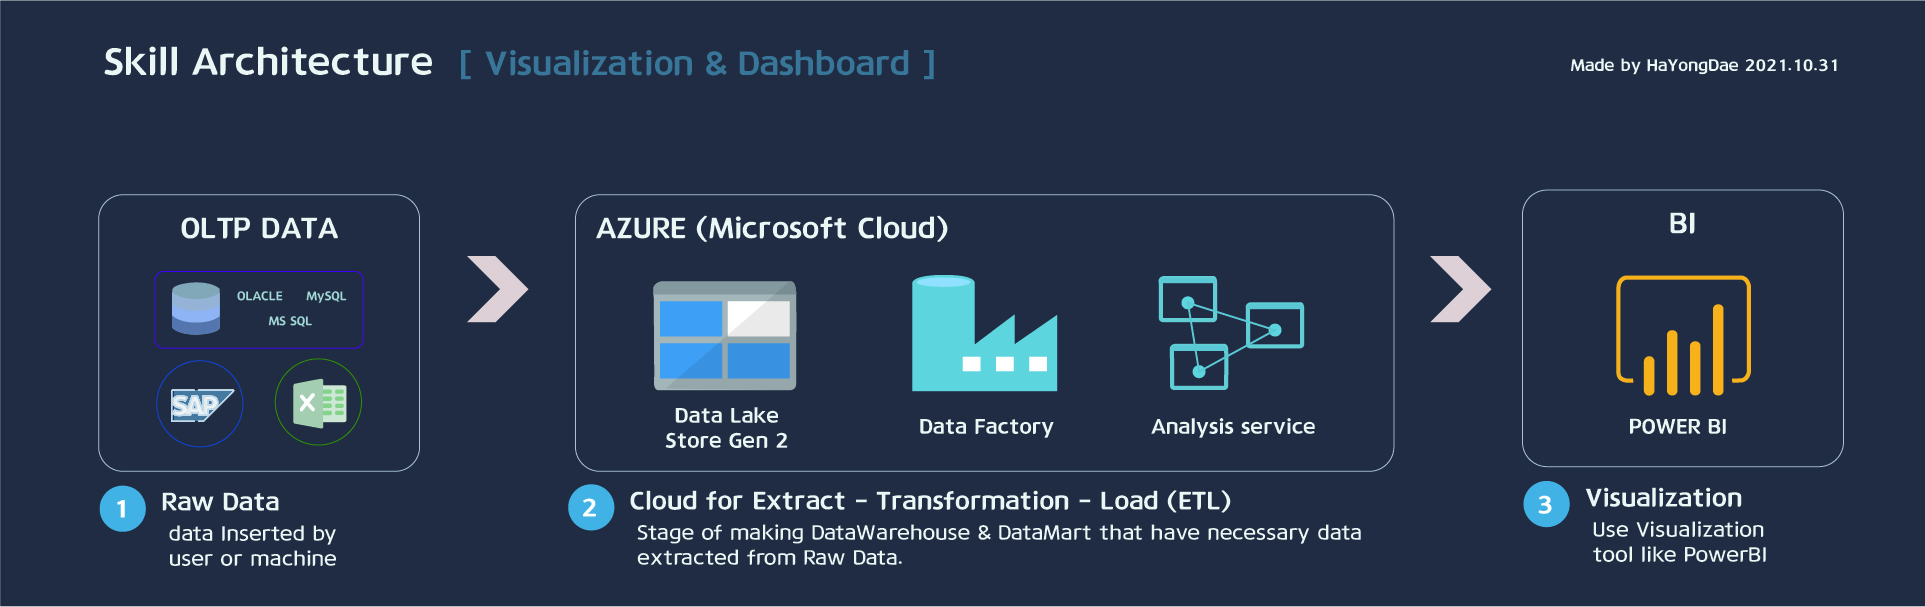 Skill Architecture [ Visualization & Dashboard ]
Made by HaYongDae 2021.10.31
OLTP DATA
OLACLE MySQL
MS SQL
SAP
X
AZURE (Microsoft Cloud)
Data Lake
Store Gen 2
Data Factory
Analysis service
BI
POWER BI
1 Raw Data
data Inserted by
user or machine
2 Cloud for Extract - Transformation - Load (ETL)
Stage of making DataWarehouse & DataMart that have necessary data
extracted from Raw Data.
3 Visualization
Use Visualization
tool like PowerBI